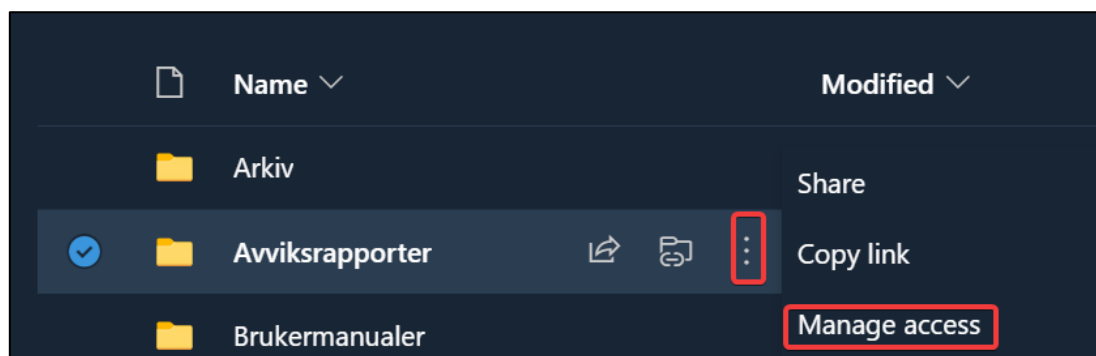 Name Modified
Arkiv
Share
Avviksrapporter Copy link
Brukermanualer Manage access